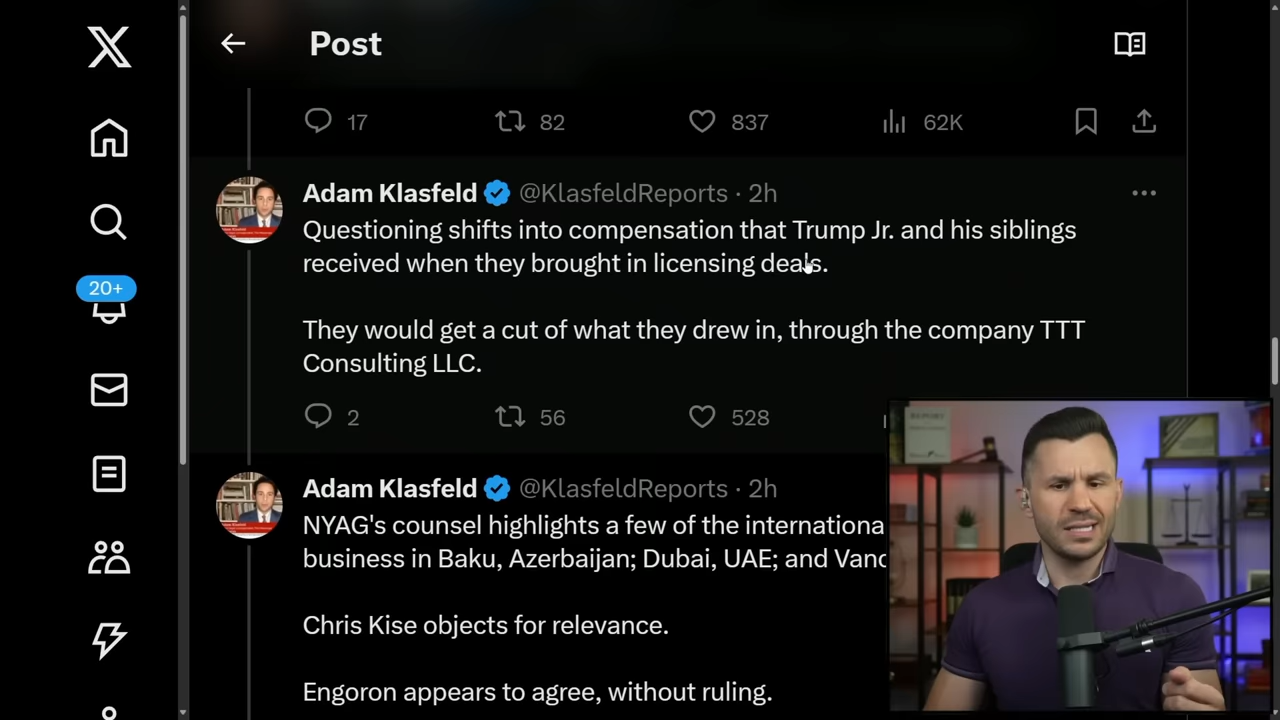 Post
17 82 837 62K
Adam Klasfeld @KlasfeldReports · 2h
Questioning shifts into compensation that Trump Jr. and his siblings
received when they brought in licensing deals.
They would get a cut of what they drew in, through the company TTT
Consulting LLC.
20+
2 56 528
Adam Klasfeld @KlasfeldReports · 2h
NYAG's counsel highlights a few of the internationa
business in Baku, Azerbaijan; Dubai, UAE; and Vanc
Chris Kise objects for relevance.
Engoron appears to agree, without ruling.